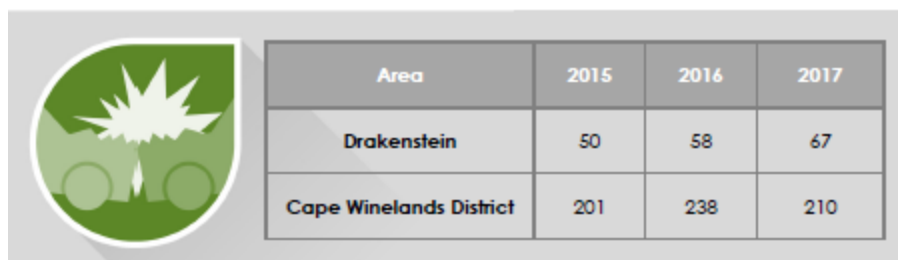 Area 2015 2016 2017
Drakenstein 50 58 67
Cape Winelands District 201 238 210